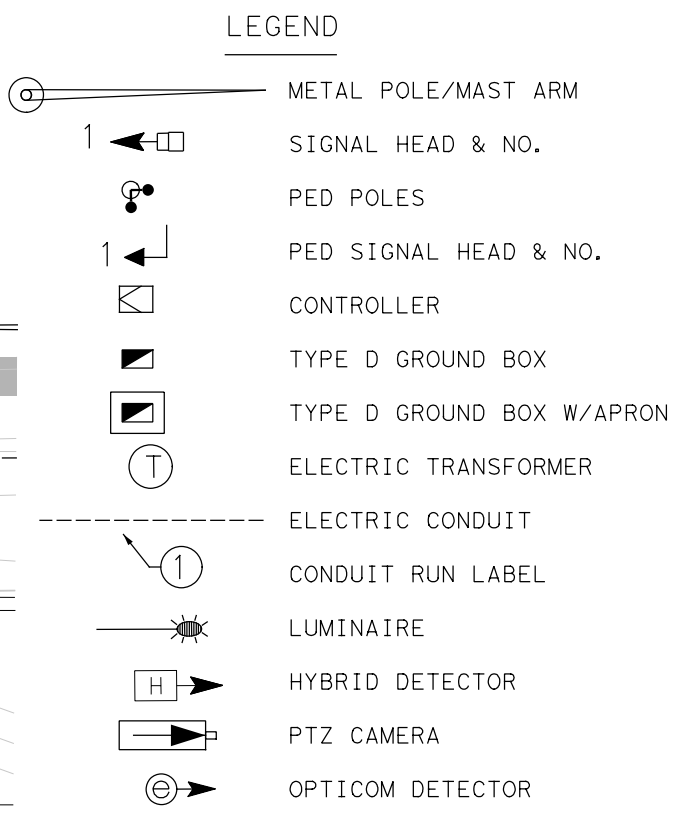 LEGEND
METAL POLE/MAST ARM
1 SIGNAL HEAD & NO.
PED POLES
1 PED SIGNAL HEAD & NO.
CONTROLLER
TYPE D GROUND BOX
TYPE D GROUND BOX W/APRON
T ELECTRIC TRANSFORMER
ELECTRIC CONDUIT
1 CONDUIT RUN LABEL
LUMINAIRE
H HYBRID DETECTOR
PTZ CAMERA
e OPTICOM DETECTOR